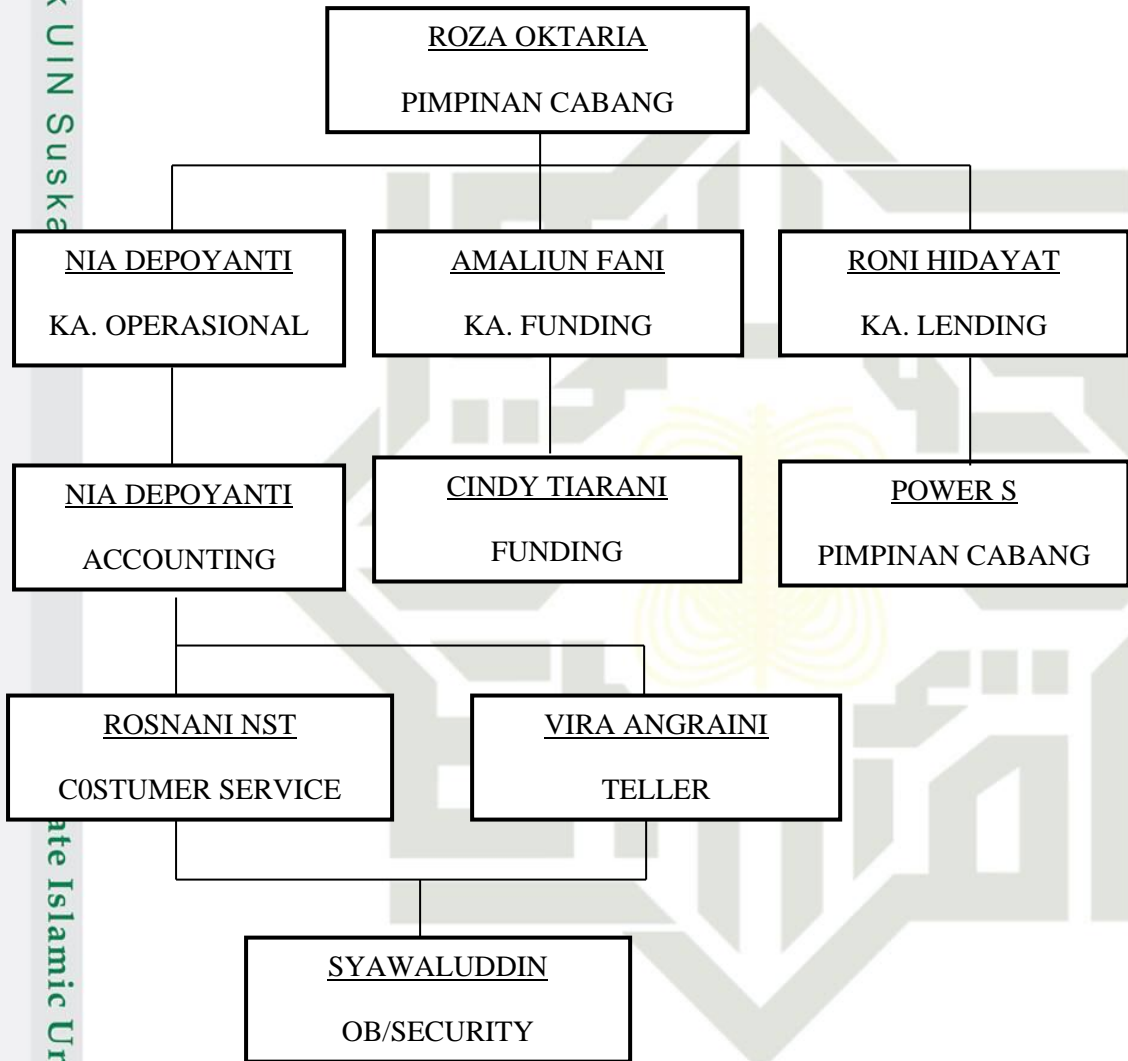 k UIN Suska
ROZA OKTARIA
PIMPINAN CABANG
NIA DEPOYANTI
KA. OPERASIONAL
AMALIUN FANI
KA. FUNDING
RONI HIDAYAT
KA. LENDING
NIA DEPOYANTI
ACCOUNTING
CINDY TIARANI
FUNDING
POWER S
PIMPINAN CABANG
ROSNANI NST
C0STUMER SERVICE
VIRA ANGRAINI
TELLER
ate Islamic Un
SYAWALUDDIN
OB/SECURITY